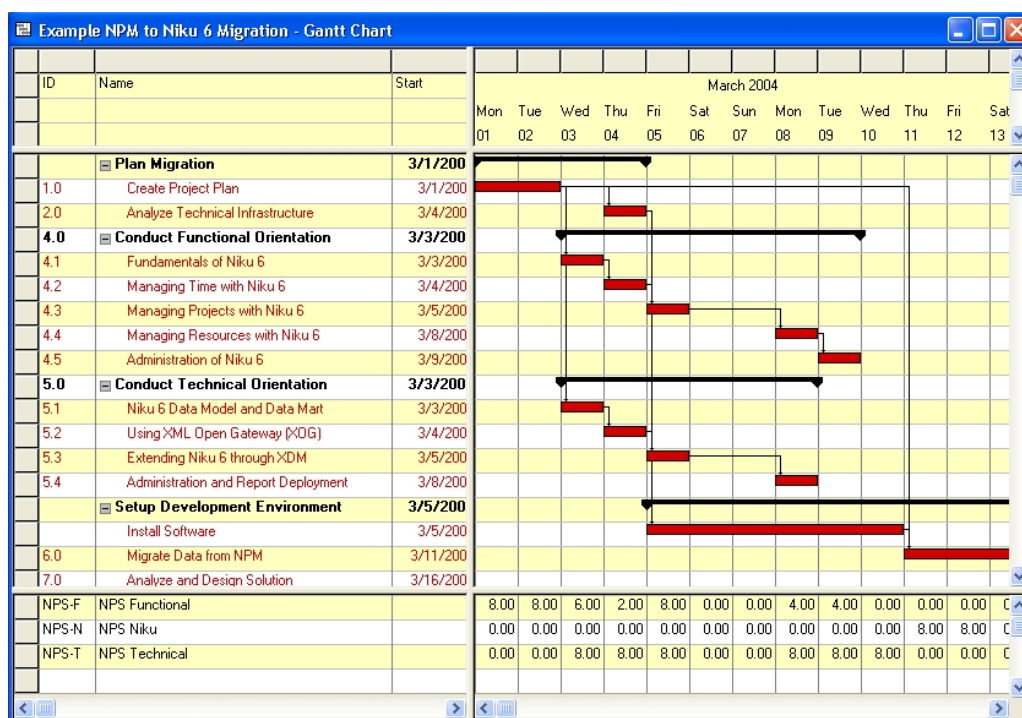 Example NPM to Niku 6 Migration - Gantt Chart
ID Name Start March 2004
Mon Tue Wed Thu Fri Sat Sun Mon Tue Wed Thu Fri Sat
01 02 03 04 05 06 07 08 09 10 11 12 13
Plan Migration 3/1/200
1.0 Create Project Plan 3/1/200
2.0 Analyze Technical Infrastructure 3/4/200
4.0 Conduct Functional Orientation 3/3/200
4.1 Fundamentals of Niku 6 3/3/200
4.2 Managing Time with Niku 6 3/4/200
4.3 Managing Projects with Niku 6 3/5/200
4.4 Managing Resources with Niku 6 3/8/200
4.5 Administration of Niku 6 3/9/200
5.0 Conduct Technical Orientation 3/3/200
5.1 Niku 6 Data Model and Data Mart 3/3/200
5.2 Using XML Open Gateway (XOG) 3/4/200
5.3 Extending Niku 6 through XDM 3/5/200
5.4 Administration and Report Deployment 3/8/200
Setup Development Environment 3/5/200
Install Software 3/5/200
6.0 Migrate Data from NPM 3/11/200
7.0 Analyze and Design Solution 3/16/200
NPS-F NPS Functional 8.00 8.00 6.00 2.00 8.00 0.00 0.00 4.00 4.00 0.00 0.00 0.00
NPS-N NPS Niku 0.00 0.00 0.00 0.00 0.00 0.00 0.00 0.00 0.00 0.00 8.00 8.00
NPS-T NPS Technical 0.00 0.00 8.00 8.00 8.00 0.00 0.00 8.00 8.00 8.00 0.00 0.00